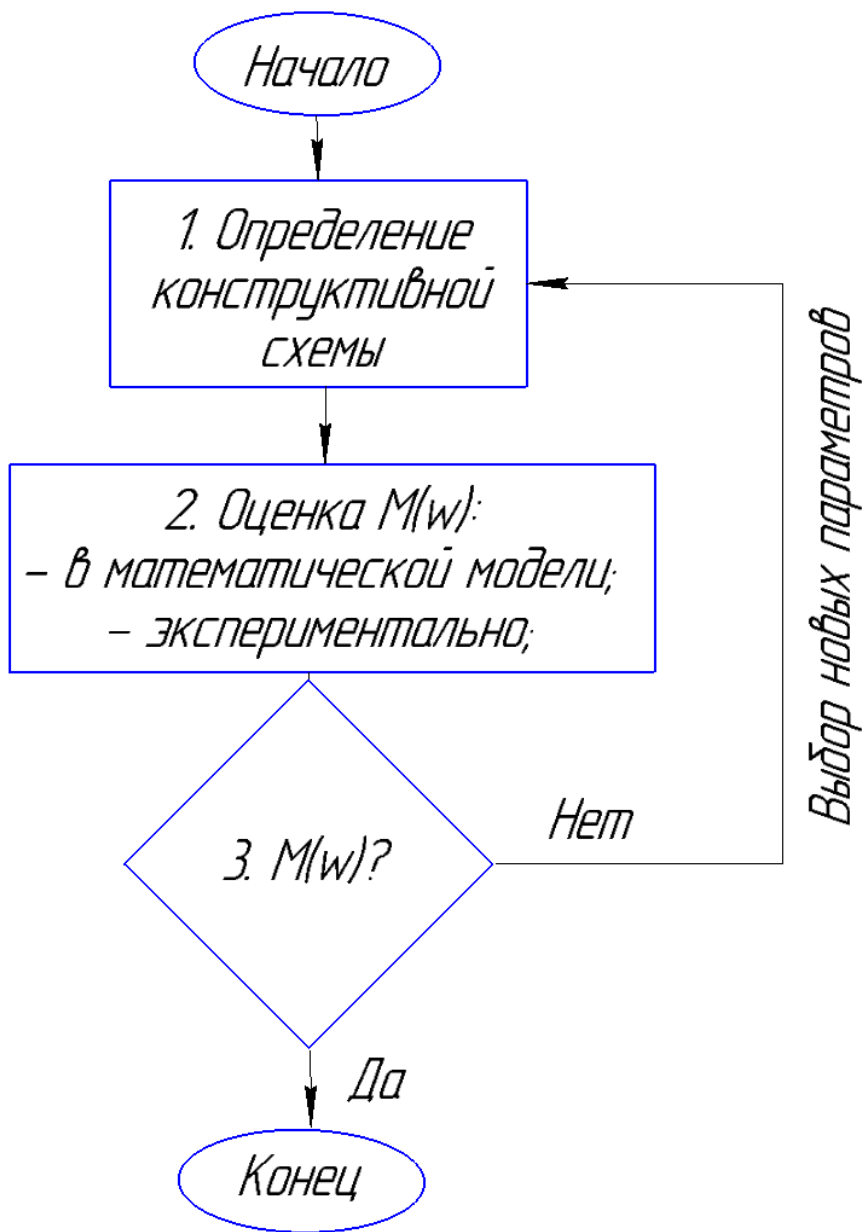 Начало
1. Определение
конструктивной
схемы
2. Оценка M(w):
- в математической модели;
- экспериментально;
3. M(w)?
Нет
Выбор новых параметров
Да
Конец